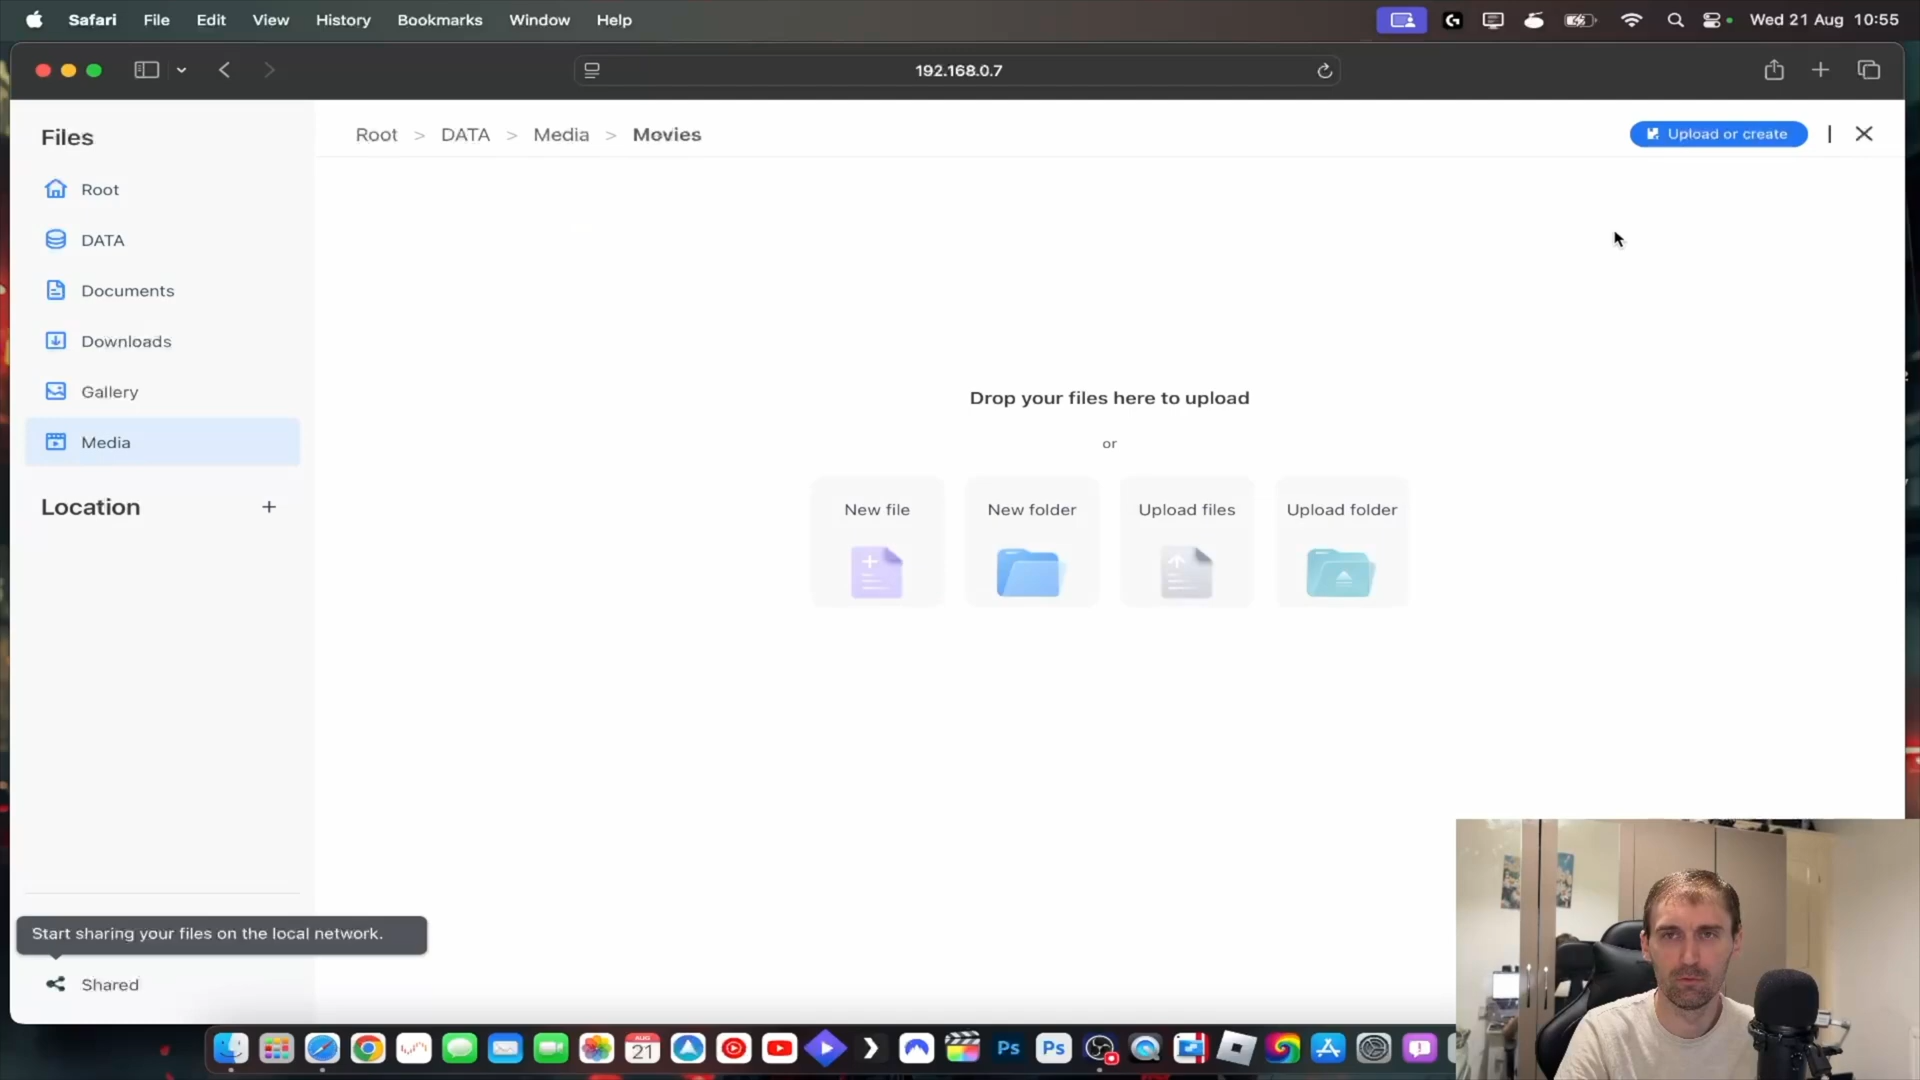 Safari File Edit View History Bookmarks Window Help Wed 21 Aug 10:55
192.168.0.7
Files
Root > DATA > Media > Movies
Upload or create
Root
DATA
Documents
Downloads
Gallery
Media
Location +
Drop your files here to upload
or
New file New folder Upload files Upload folder
Start sharing your files on the local network.
Shared
AUG
21
Ps Ps